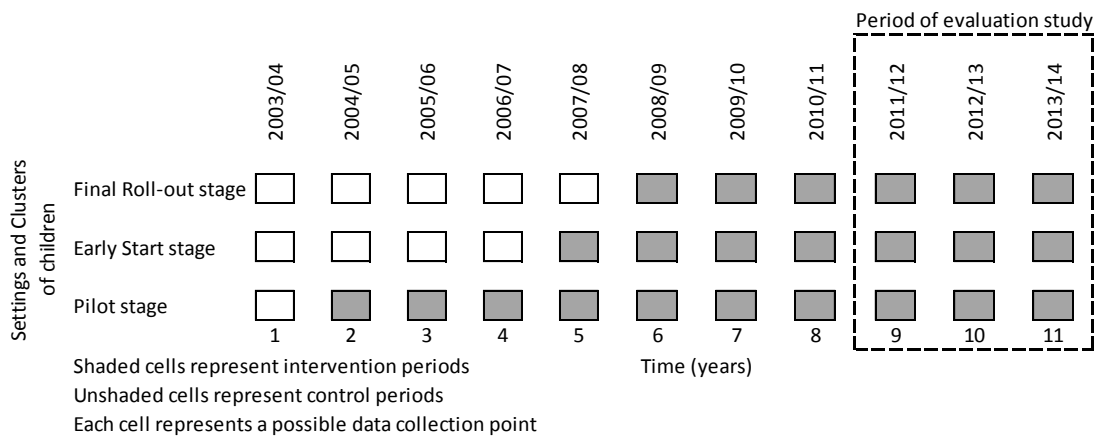 Period of evaluation study
2003/04
2004/05
2005/06
2006/07
2007/08
2008/09
2009/10
2010/11
2011/12
2012/13
2013/14
Settings and Clusters
of children
Final Roll-out stage
Early Start stage
Pilot stage
1 2 3 4 5 6 7 8 9 10 11
Shaded cells represent intervention periods
Time (years)
Unshaded cells represent control periods
Each cell represents a possible data collection point